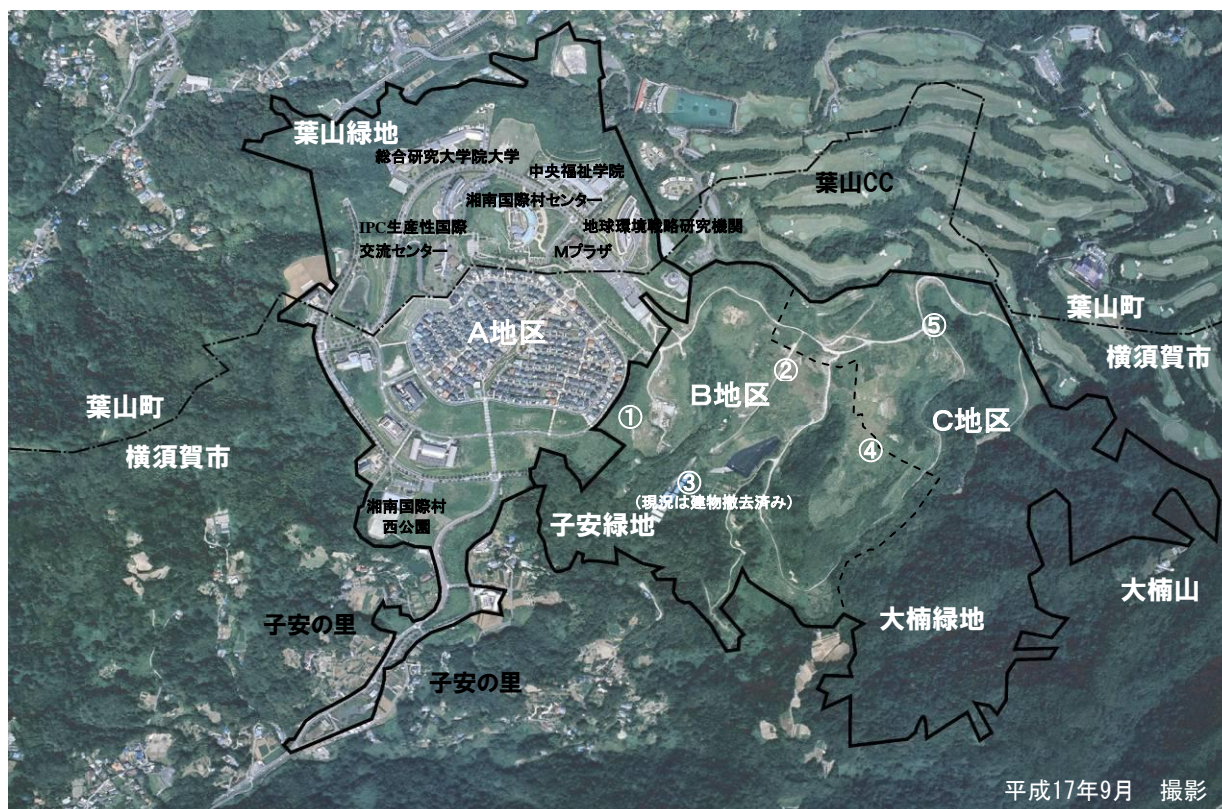 葉山緑地
総合研究大学院大学
中央福祉学院
葉山CC
湘南国際村センター
IPC生産性国際
交流センター
地球環境戦略研究機関
Mプラザ
A地区
葉山町
横須賀市
⑤
②
B地区
①
C地区
葉山町
横須賀市
④
③
(現況は建物撤去済み)
湘南国際村
西公園
子安緑地
大楠山
大楠緑地
子安の里
子安の里
平成17年9月 撮影